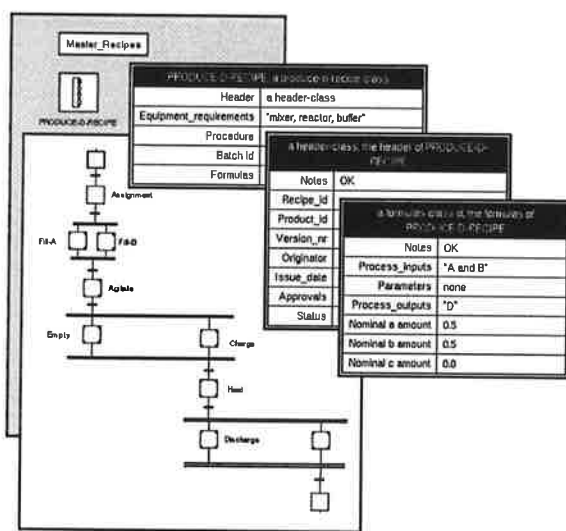 Master_Recipes
PRODUCE-D-RECIPE
PRODUCE-D-RECIPE, a produce-d-recipe class
Header a header-class
Equipment_requirements "mixer, reactor, buffer"
Procedure
Batch Id
Formulas
a header-class, the header of PRODUCE-D-
RECIPE
Notes OK
Recipe_id
Product_id
Version_nr
Originator
Issue_date
Approvals
Status
the formulas of
PRODUCE-D-RECIPE
Notes OK
Process_inputs "A and B"
Parameters none
Process_outputs "D"
Nominal a amount 0.5
Nominal b amount 0.5
Nominal c amount 0.0
Assignment
Fill-A Fill-B
Agitate
Empty Charge
Heat
Discharge